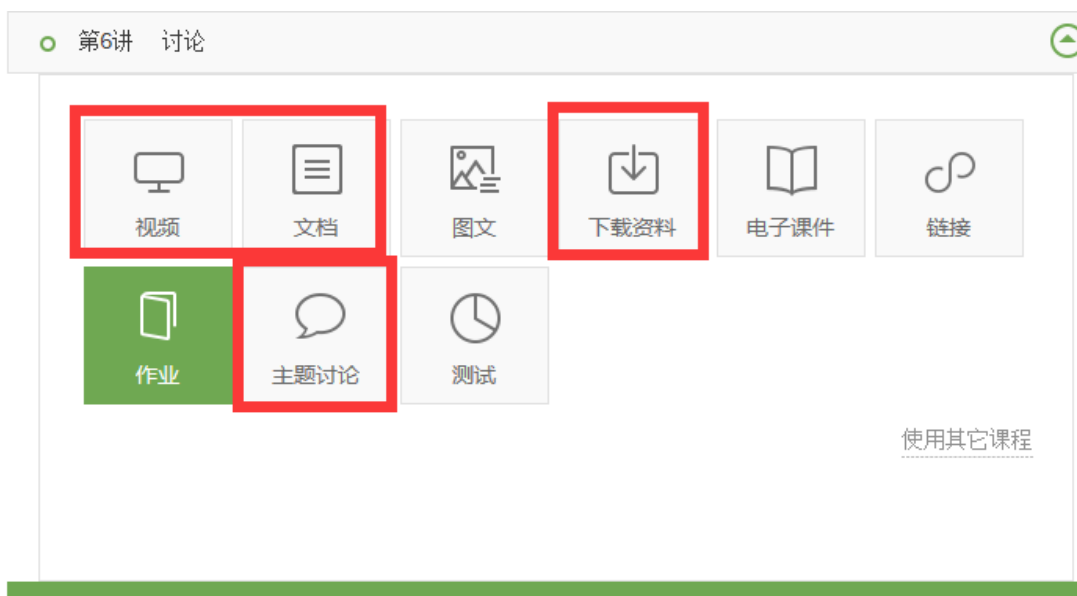 第6讲 讨论
视频 文档 图文 下载资料 电子课件 链接
作业 主题讨论 测试
使用其它课程